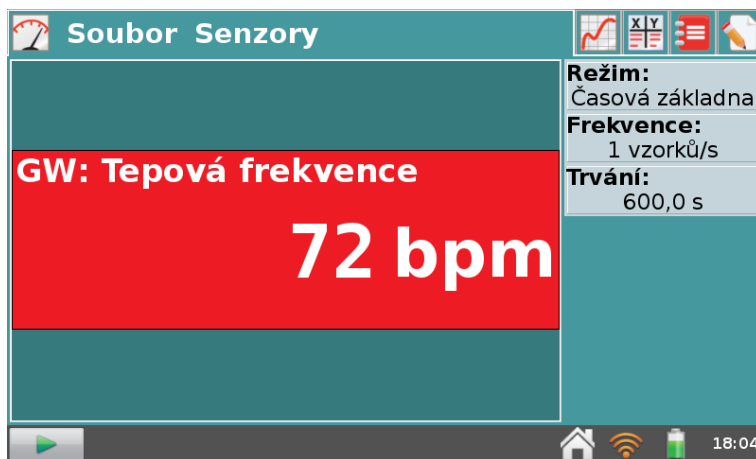 Soubor Senzory
X Y
Režim:
Časová základna
Frekvence:
1 vzorků/s
Trvání:
600,0 s
GW: Tepová frekvence
72 bpm
18:04